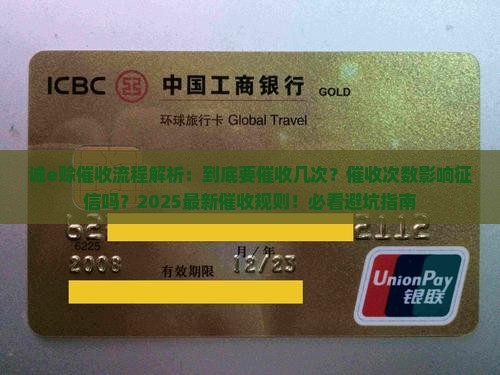 ICBC 中国工商银行 GOLD
环球旅行卡 Global Travel
e赊催收流程解析：到底要催收几次？催收次数影响征
信吗？2025最新催收规则！必看避坑指南
62 2112
6225 月/年
2008 有效期限 12/23
UnionPay
银联